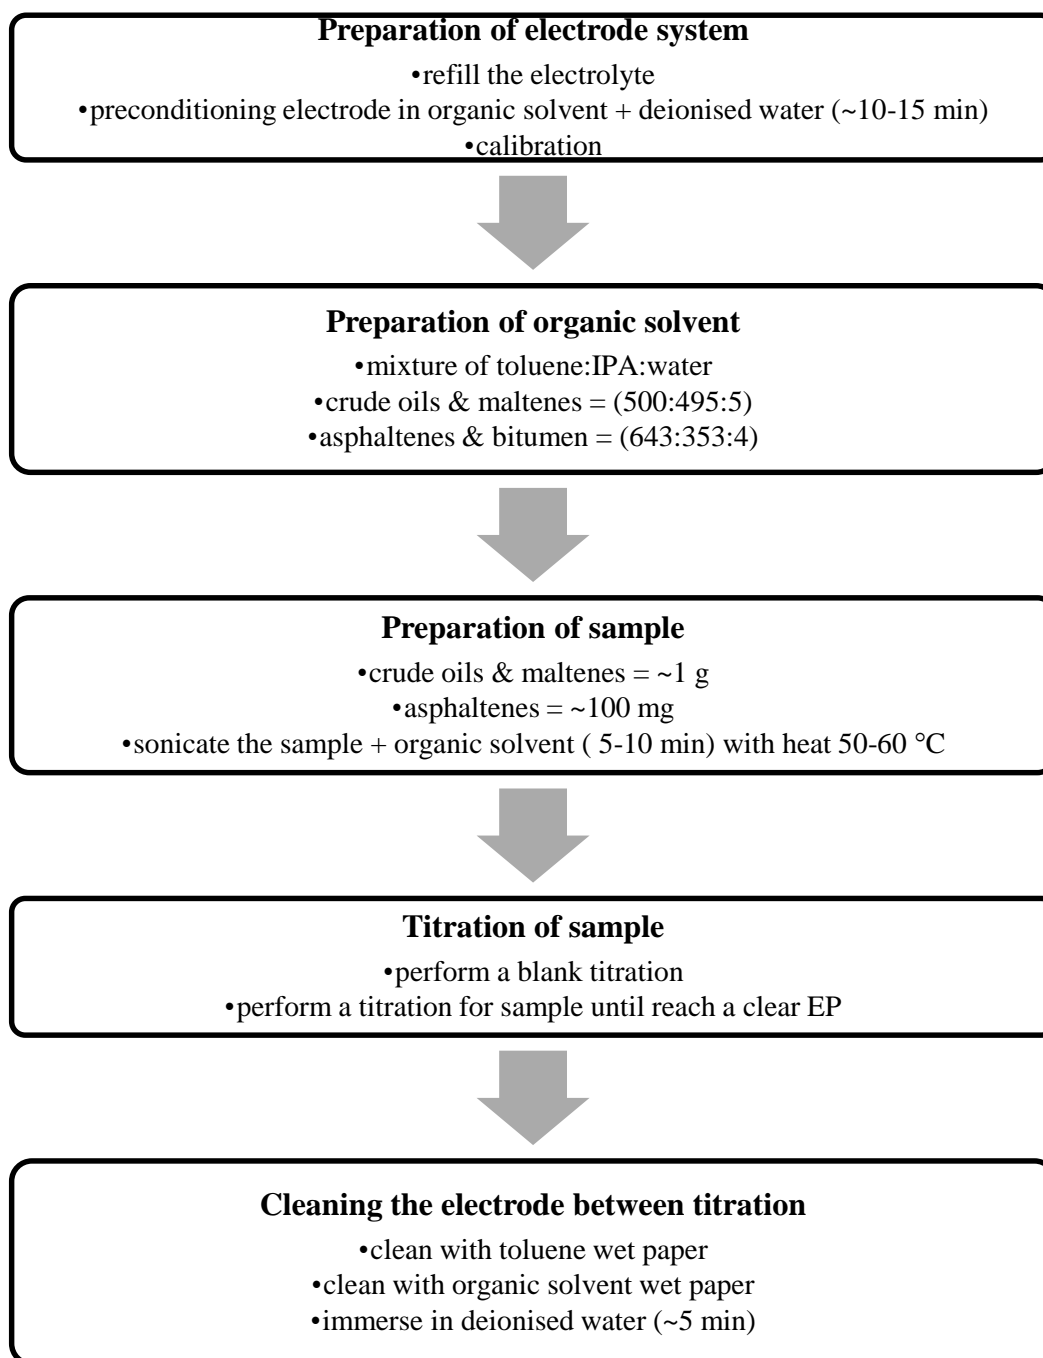 Preparation of electrode system
•refill the electrolyte
•preconditioning electrode in organic solvent + deionised water (~10-15 min)
•calibration
Preparation of organic solvent
•mixture of toluene:IPA:water
•crude oils & maltenes = (500:495:5)
•asphaltenes & bitumen = (643:353:4)
Preparation of sample
•crude oils & maltenes = ~1 g
•asphaltenes = ~100 mg
•sonicate the sample + organic solvent ( 5-10 min) with heat 50-60 °C
Titration of sample
•perform a blank titration
•perform a titration for sample until reach a clear EP
Cleaning the electrode between titration
•clean with toluene wet paper
•clean with organic solvent wet paper
•immerse in deionised water (~5 min)